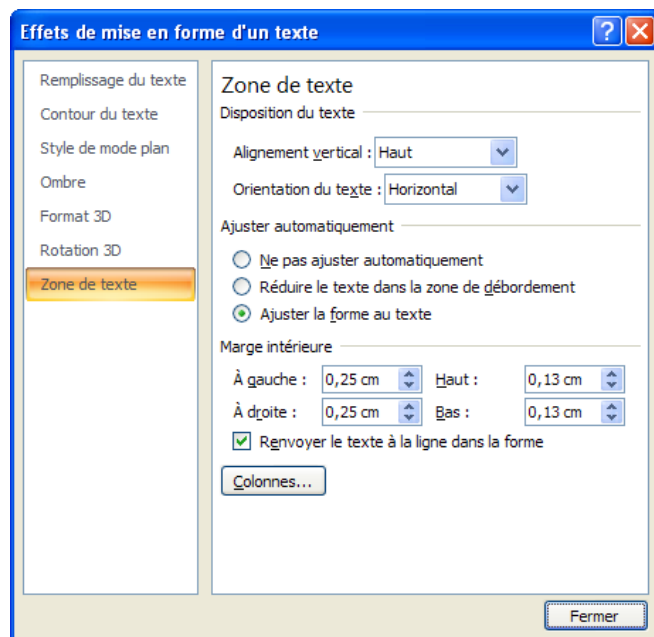 Effets de mise en forme d'un texte
Remplissage du texte
Contour du texte
Style de mode plan
Ombre
Format 3D
Rotation 3D
Zone de texte
Zone de texte
Disposition du texte
Alignement vertical : Haut
Orientation du texte : Horizontal
Ajuster automatiquement
Ne pas ajuster automatiquement
Réduire le texte dans la zone de débordement
Ajuster la forme au texte
Marge intérieure
À gauche : 0,25 cm Haut : 0,13 cm
À droite : 0,25 cm Bas : 0,13 cm
Renvoyer le texte à la ligne dans la forme
Colonnes...
Fermer